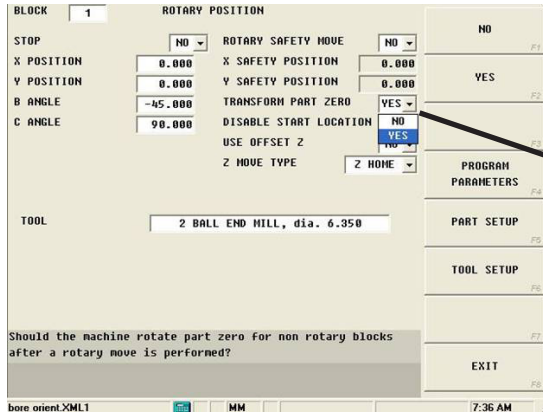 BLOCK 1 ROTARY POSITION
STOP NO ROTARY SAFETY MOVE NO
X POSITION 0.000 X SAFETY POSITION 0.000
Y POSITION 0.000 Y SAFETY POSITION 0.000
B ANGLE -45.000 TRANSFORM PART ZERO YES
C ANGLE 90.000 DISABLE START LOCATION NO
YES
USE OFFSET Z NO
Z MOVE TYPE Z HOME
TOOL 2 BALL END MILL, dia. 6.350
Should the machine rotate part zero for non rotary blocks
after a rotary move is performed?
NO
F1
YES
F2
F3
PROGRAM
PARAMETERS
F4
PART SETUP
F5
TOOL SETUP
F6
F7
EXIT
F8
bore orient.XML1 MM 7:36 AM